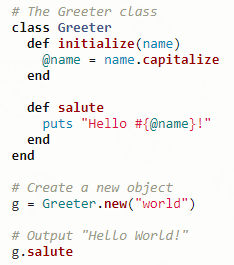 # The Greeter class
class Greeter
  def initialize(name)
    @name = name.capitalize
  end

  def salute
    puts "Hello #{@name}!"
  end
end

# Create a new object
g = Greeter.new("world")

# Output "Hello World!"
g.salute